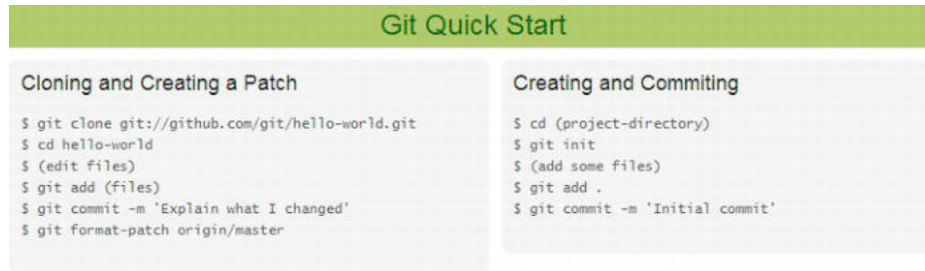 Git Quick Start
Cloning and Creating a Patch
$ git clone git://github.com/git/hello-world.git
$ cd hello-world
$ (edit files)
$ git add (files)
$ git commit -m 'Explain what I changed'
$ git format-patch origin/master
Creating and Commiting
$ cd (project-directory)
$ git init
$ (add some files)
$ git add .
$ git commit -m 'Initial commit'